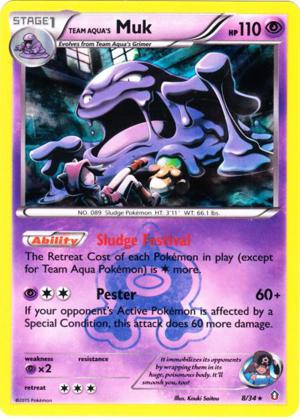 STAGE1
TEAM AQUA'S Muk
HP110
Evolves from Team Aqua's Grimer
NO. 089 Sludge Pokémon HT: 3'11" WT: 66.1 lbs.
Ability Sludge Festival
The Retreat Cost of each Pokémon in play (except
for Team Aqua Pokémon) is more.
Pester 60+
If your opponent's Active Pokémon is affected by a
Special Condition, this attack does 60 more damage.
weakness resistance
×2
retreat
It immobilizes its opponents
by wrapping them in its
huge, poisonous body. It'll
smooch you, too!
©2015 Pokémon
Illus. Kouki Saitou
8/34